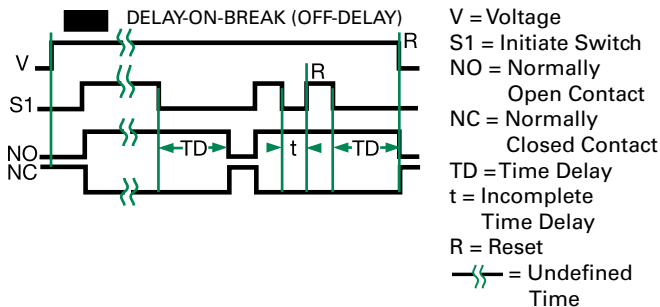 DELAY-ON-BREAK (OFF-DELAY)
R
V
R
S1
NO
NC
TD
t
TD
V = Voltage
S1 = Initiate Switch
NO = Normally
Open Contact
NC = Normally
Closed Contact
TD = Time Delay
t = Incomplete
Time Delay
R = Reset
= Undefined
Time